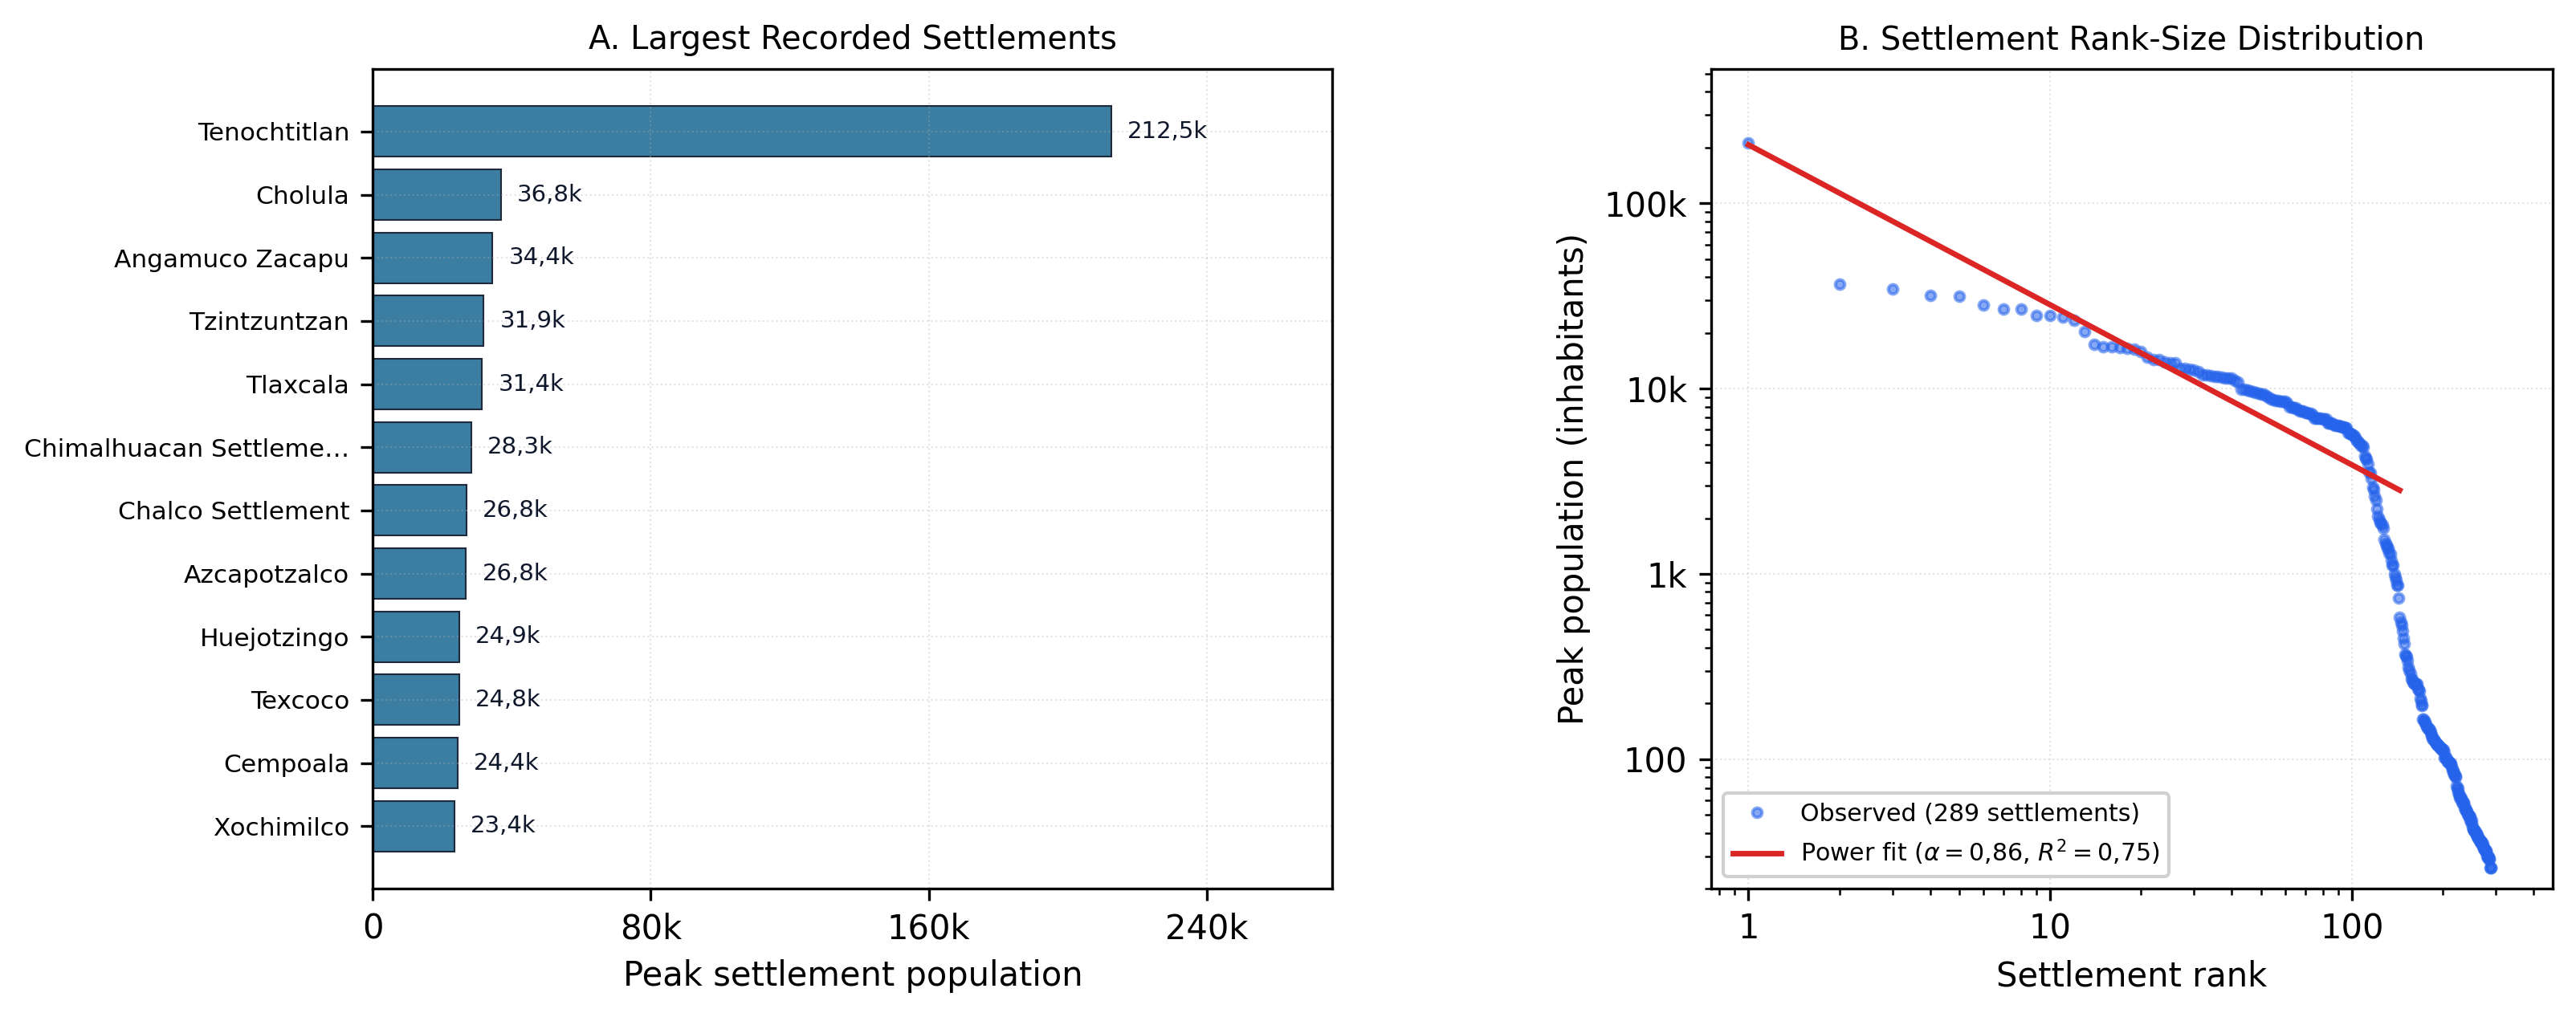 A. Largest Recorded Settlements
Tenochtitlan
212,5k
Cholula
36,8k
Angamuco Zacapu
34,4k
Tzintzuntzan
31,9k
Tlaxcala
31,4k
Chimalhuacan Settleme...
28,3k
Chalco Settlement
26,8k
Azcapotzalco
26,8k
Huejotzingo
24,9k
Texcoco
24,8k
Cempoala
24,4k
Xochimilco
23,4k
0 80k 160k 240k
Peak settlement population
B. Settlement Rank-Size Distribution
Peak population (inhabitants)
100k
10k
1k
100
Observed (289 settlements)
Power fit (α = 0,86, R² = 0,75)
1 10 100
Settlement rank